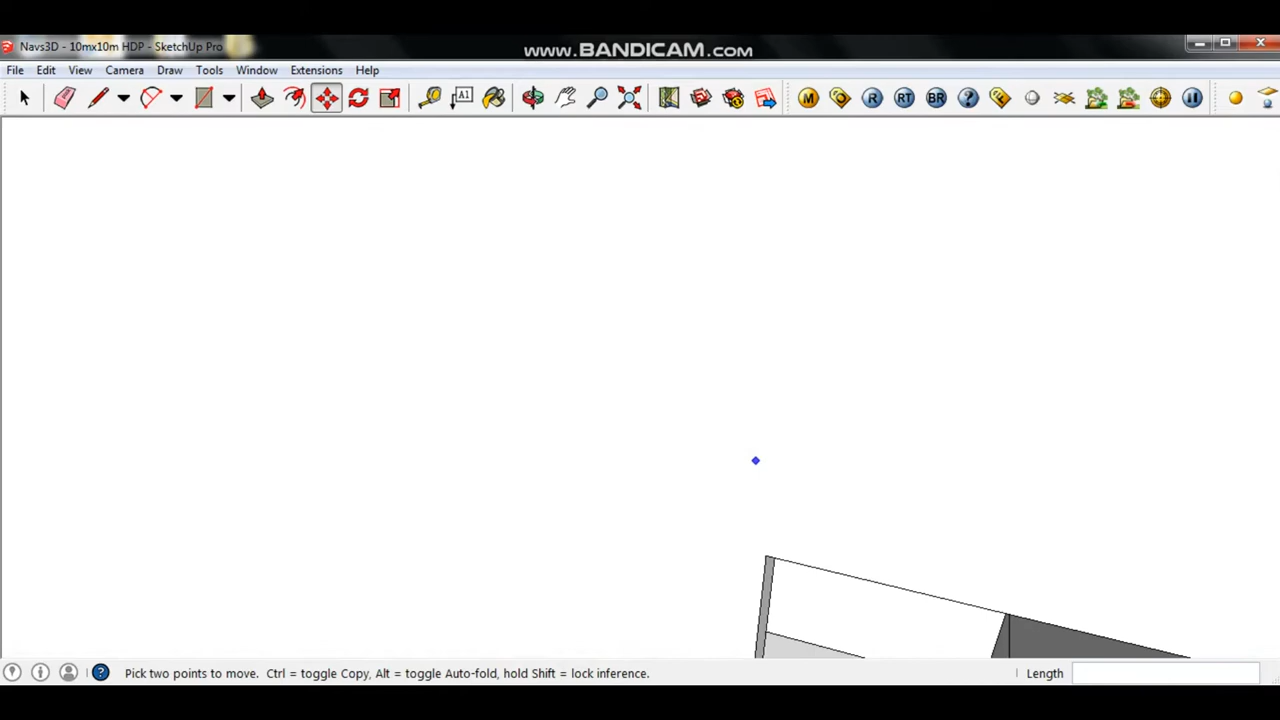 Navs3D - 10mx10m HDP - SketchUp Pro
www.BANDICAM.com
File Edit View Camera Draw Tools Window Extensions Help
A1 M O R RT BR ?
Pick two points to move. Ctrl = toggle Copy, Alt = toggle Auto-fold, hold Shift = lock inference. Length